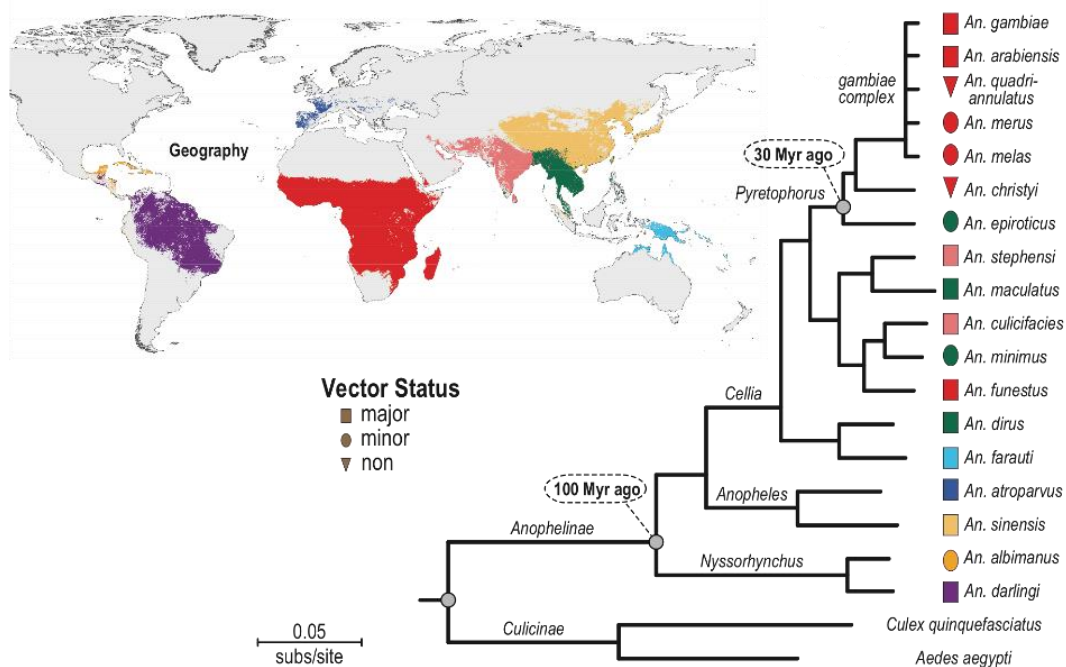 Geography
Vector Status
major
minor
non
0.05
subs/site
gambiae
complex
30 Myr ago
Pyretophorus
Cellia
100 Myr ago
Anopheles
Anophelinae
Nyssorhynchus
Culicinae
An. gambiae
An. arabiensis
An. quadri-
annulatus
An. merus
An. melas
An. christyi
An. epiroticus
An. stephensi
An. maculatus
An. culicifacies
An. minimus
An. funestus
An. dirus
An. farauti
An. atroparvus
An. sinensis
An. albimanus
An. darlingi
Culex quinquefasciatus
Aedes aegypti